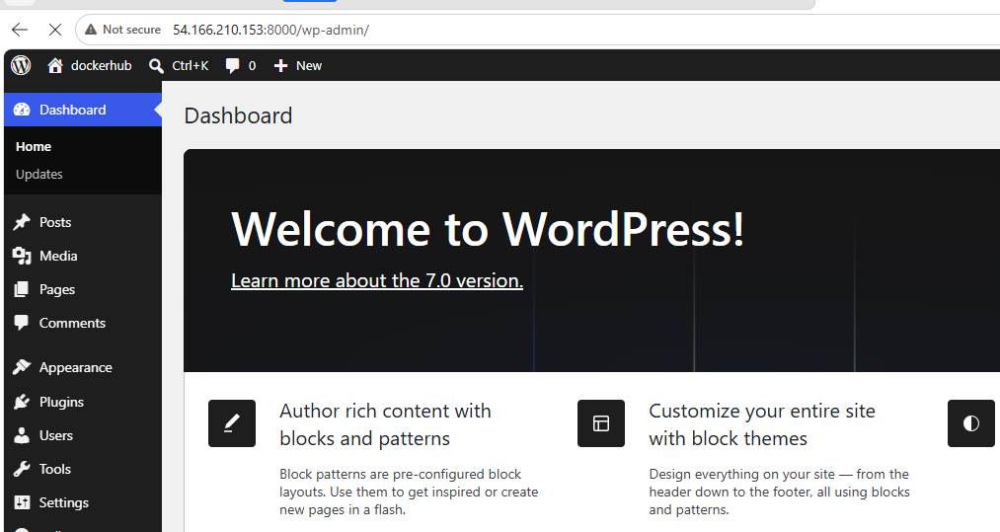 Not secure 54.166.210.153:8000/wp-admin/
dockerhub Ctrl+K 0 New
Dashboard
Home
Updates
Posts
Media
Pages
Comments
Appearance
Plugins
Users
Tools
Settings
Dashboard
Welcome to WordPress!
Learn more about the 7.0 version.
Author rich content with
blocks and patterns
Block patterns are pre-configured block
layouts. Use them to get inspired or create
new pages in a flash.
Customize your entire site
with block themes
Design everything on your site — from the
header down to the footer, all using blocks
and patterns.